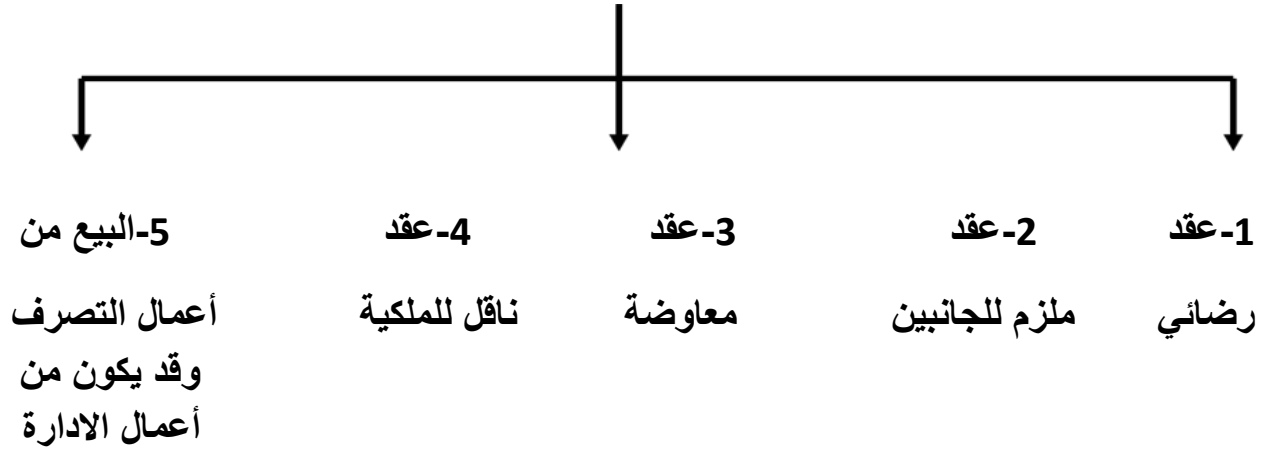 1-عقد
رضائي
2-عقد
ملزم للجانبين
3-عقد
معاوضة
4-عقد
ناقل للملكية
5-البيع من
أعمال التصرف
وقد يكون من
أعمال الادارة